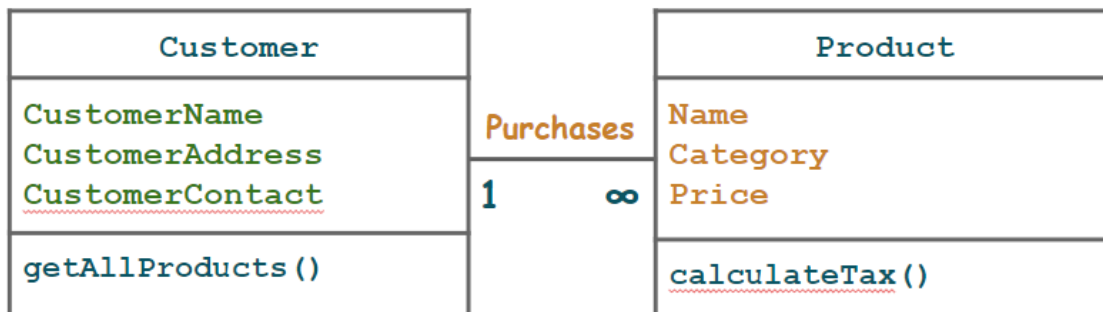 Customer
CustomerName
CustomerAddress
CustomerContact
getAllProducts()
Purchases
1 ∞
Product
Name
Category
Price
calculateTax()